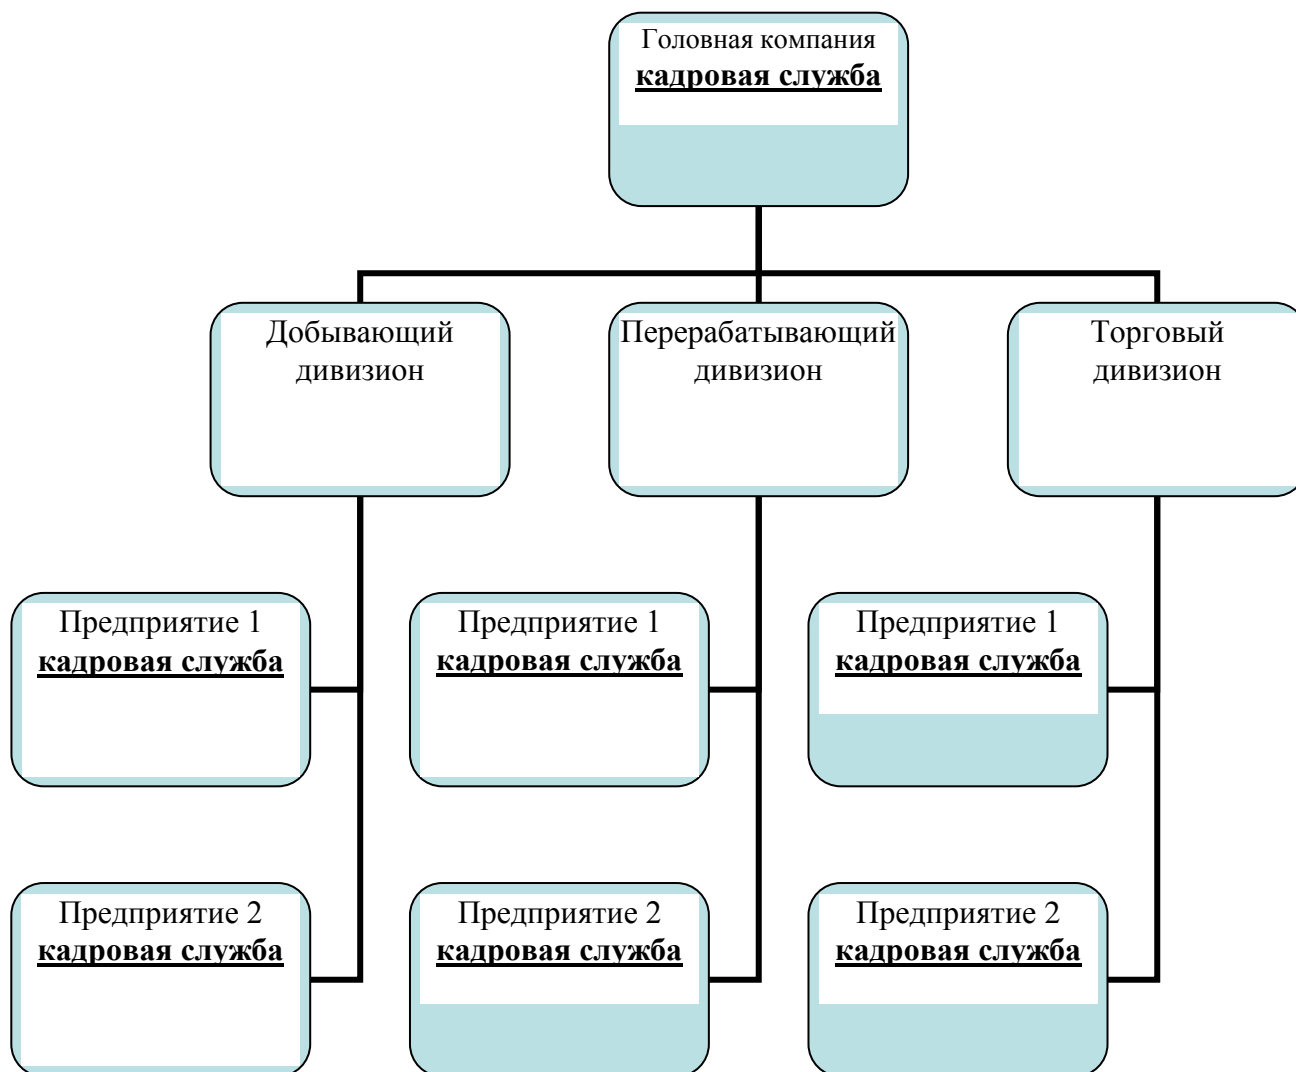 Головная компания
кадровая служба
Добывающий
дивизион
Перерабатывающий
дивизион
Торговый
дивизион
Предприятие 1
кадровая служба
Предприятие 1
кадровая служба
Предприятие 1
кадровая служба
Предприятие 2
кадровая служба
Предприятие 2
кадровая служба
Предприятие 2
кадровая служба